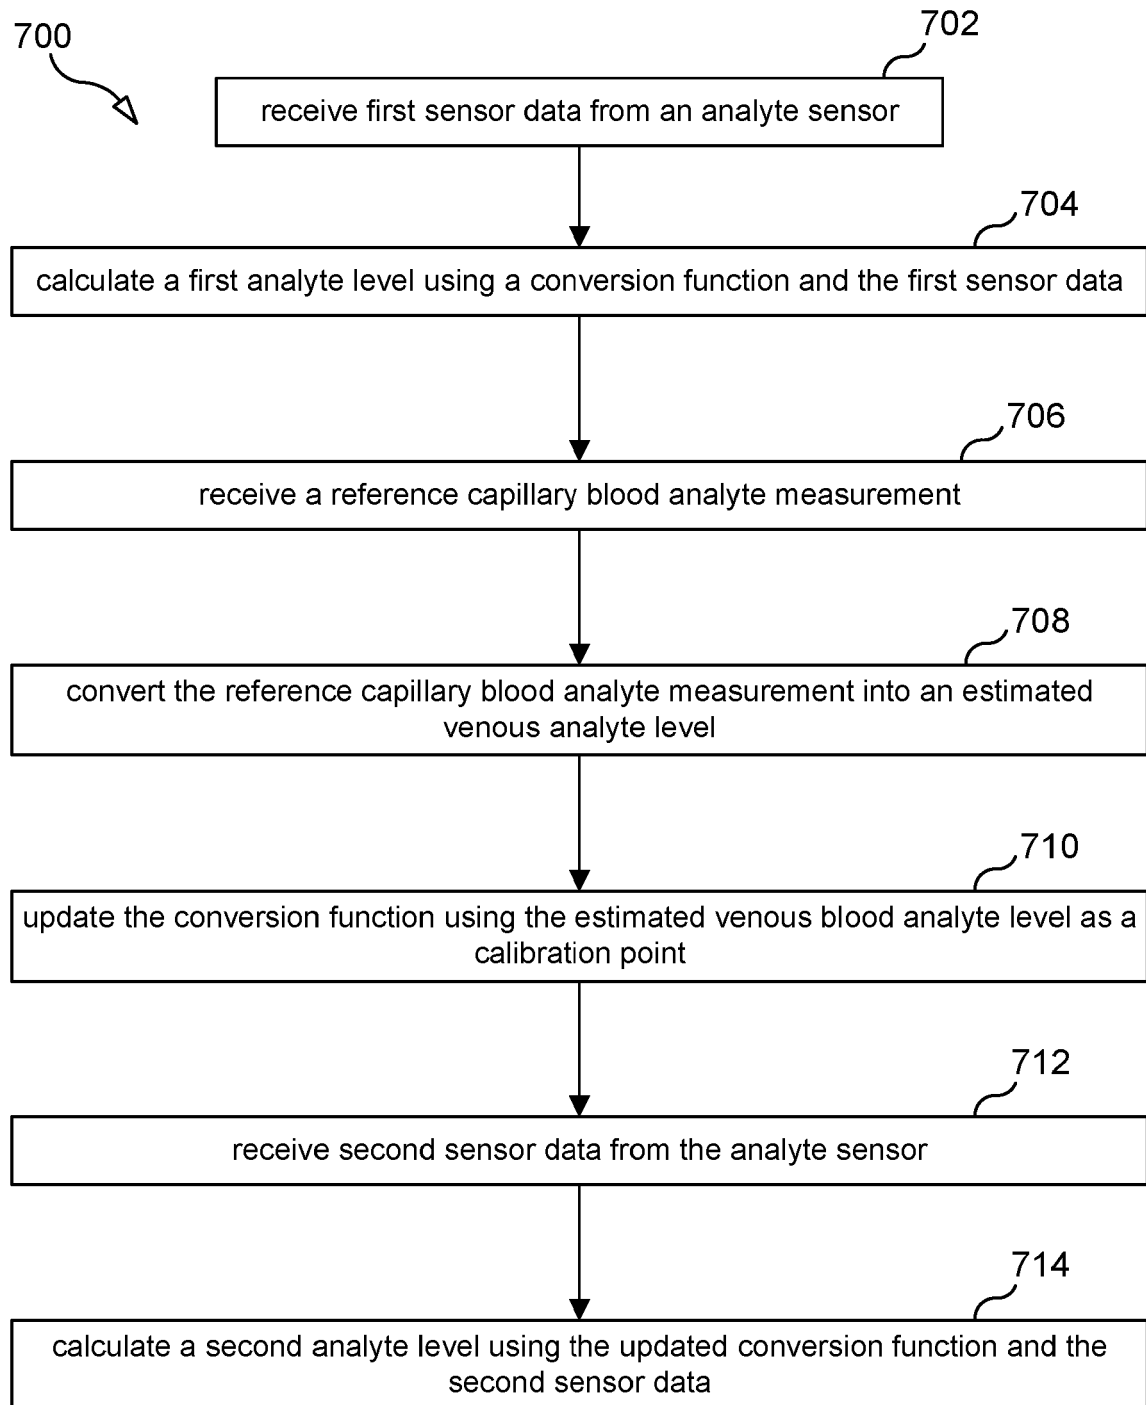 700
702
receive first sensor data from an analyte sensor
704
calculate a first analyte level using a conversion function and the first sensor data
706
receive a reference capillary blood analyte measurement
708
convert the reference capillary blood analyte measurement into an estimated
venous analyte level
710
update the conversion function using the estimated venous blood analyte level as a
calibration point
712
receive second sensor data from the analyte sensor
714
calculate a second analyte level using the updated conversion function and the
second sensor data